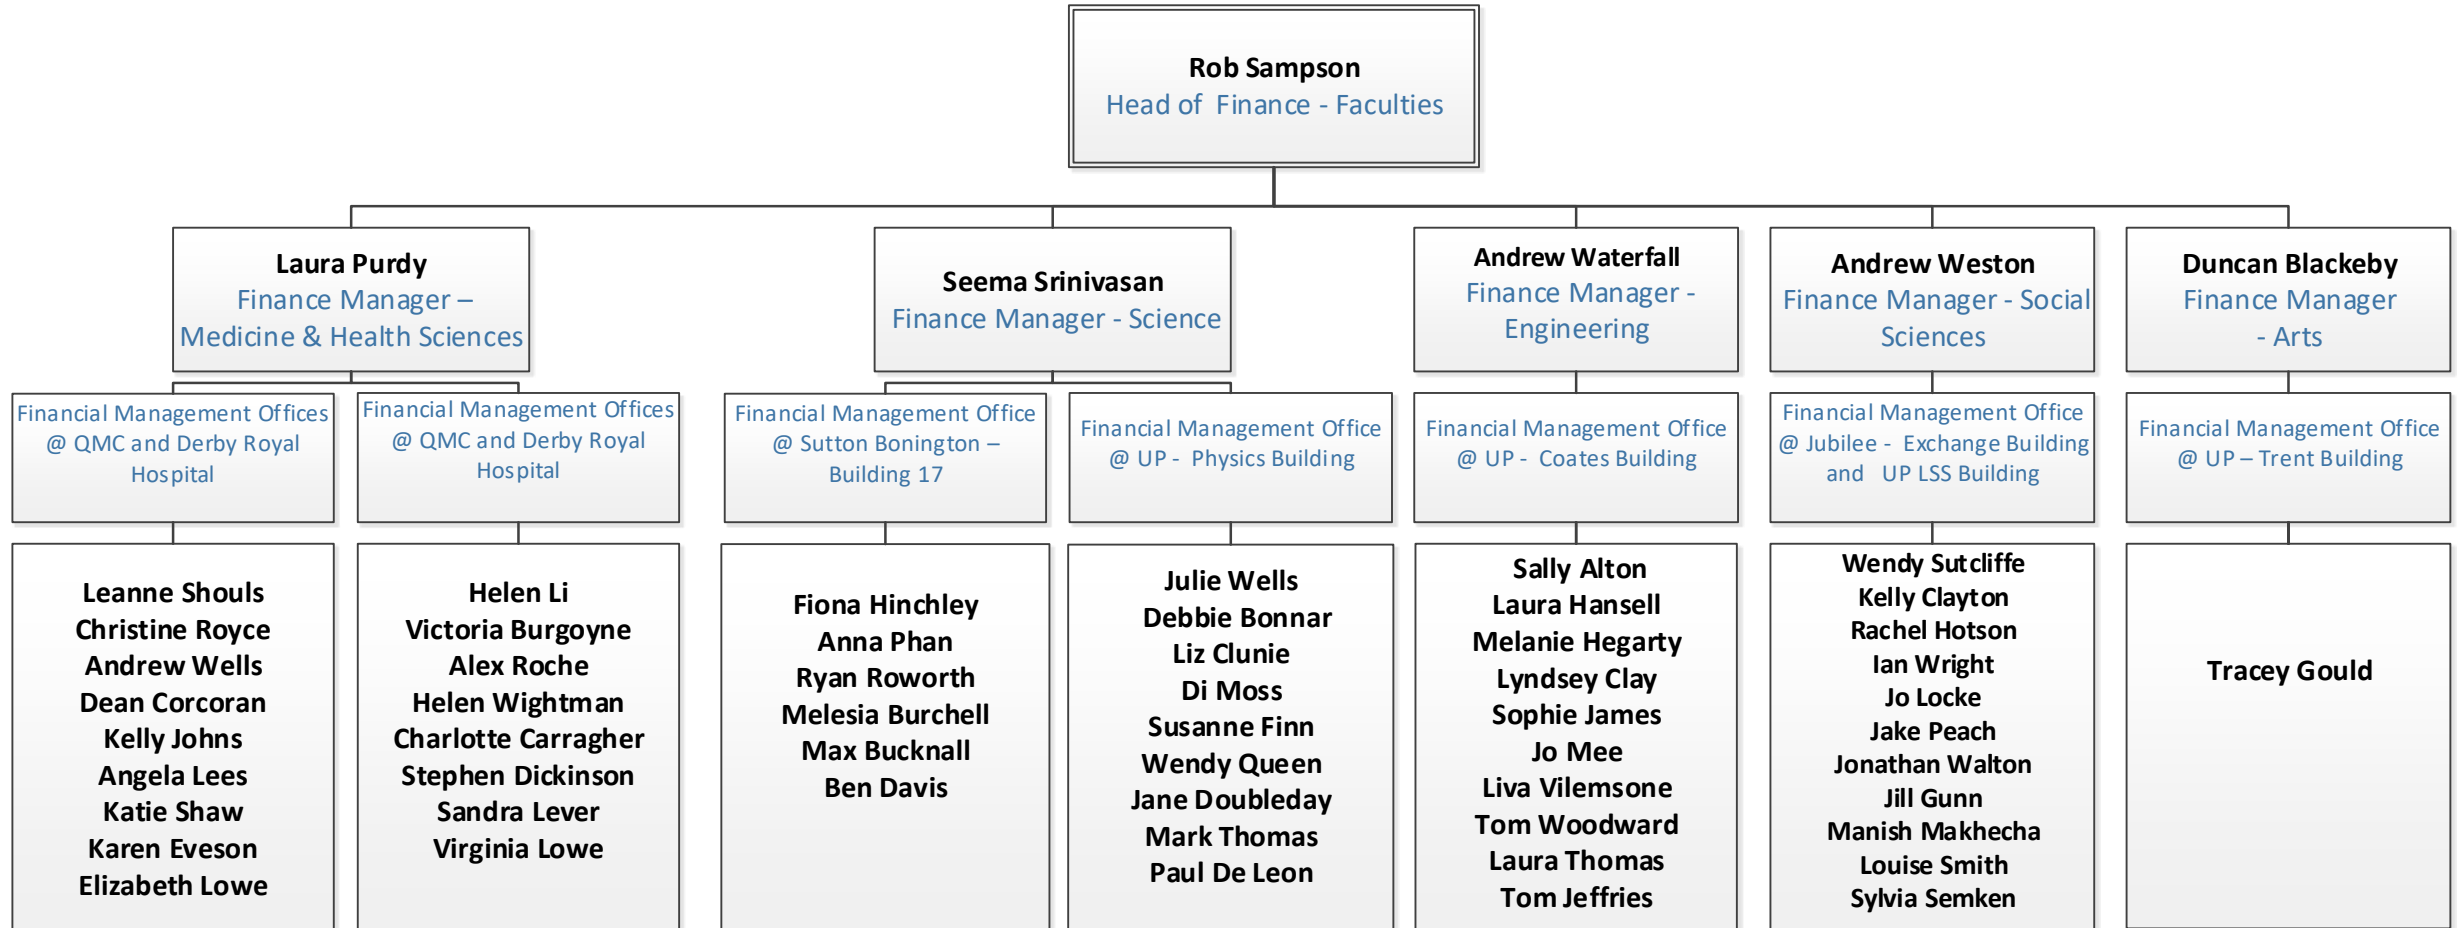 Rob Sampson
Head of Finance - Faculties
Laura Purdy
Finance Manager –
Medicine & Health Sciences
Seema Srinivasan
Finance Manager - Science
Andrew Waterfall
Finance Manager -
Engineering
Andrew Weston
Finance Manager - Social
Sciences
Duncan Blackeby
Finance Manager
- Arts
Financial Management Offices
@ QMC and Derby Royal
Hospital
Financial Management Offices
@ QMC and Derby Royal
Hospital
Financial Management Office
@ Sutton Bonington –
Building 17
Financial Management Office
@ UP - Physics Building
Financial Management Office
@ UP - Coates Building
Financial Management Office
@ Jubilee - Exchange Building
and UP LSS Building
Financial Management Office
@ UP – Trent Building
Leanne Shouls
Christine Royce
Andrew Wells
Dean Corcoran
Kelly Johns
Angela Lees
Katie Shaw
Karen Eveson
Elizabeth Lowe
Helen Li
Victoria Burgoyne
Alex Roche
Helen Wightman
Charlotte Carragher
Stephen Dickinson
Sandra Lever
Virginia Lowe
Fiona Hinchley
Anna Phan
Ryan Roworth
Melesia Burchell
Max Bucknall
Ben Davis
Julie Wells
Debbie Bonnar
Liz Clunie
Di Moss
Susanne Finn
Wendy Queen
Jane Doubleday
Mark Thomas
Paul De Leon
Sally Alton
Laura Hansell
Melanie Hegarty
Lyndsey Clay
Sophie James
Jo Mee
Liva Vilemsone
Tom Woodward
Laura Thomas
Tom Jeffries
Wendy Sutcliffe
Kelly Clayton
Rachel Hotson
Ian Wright
Jo Locke
Jake Peach
Jonathan Walton
Jill Gunn
Manish Makhecha
Louise Smith
Sylvia Semken
Tracey Gould